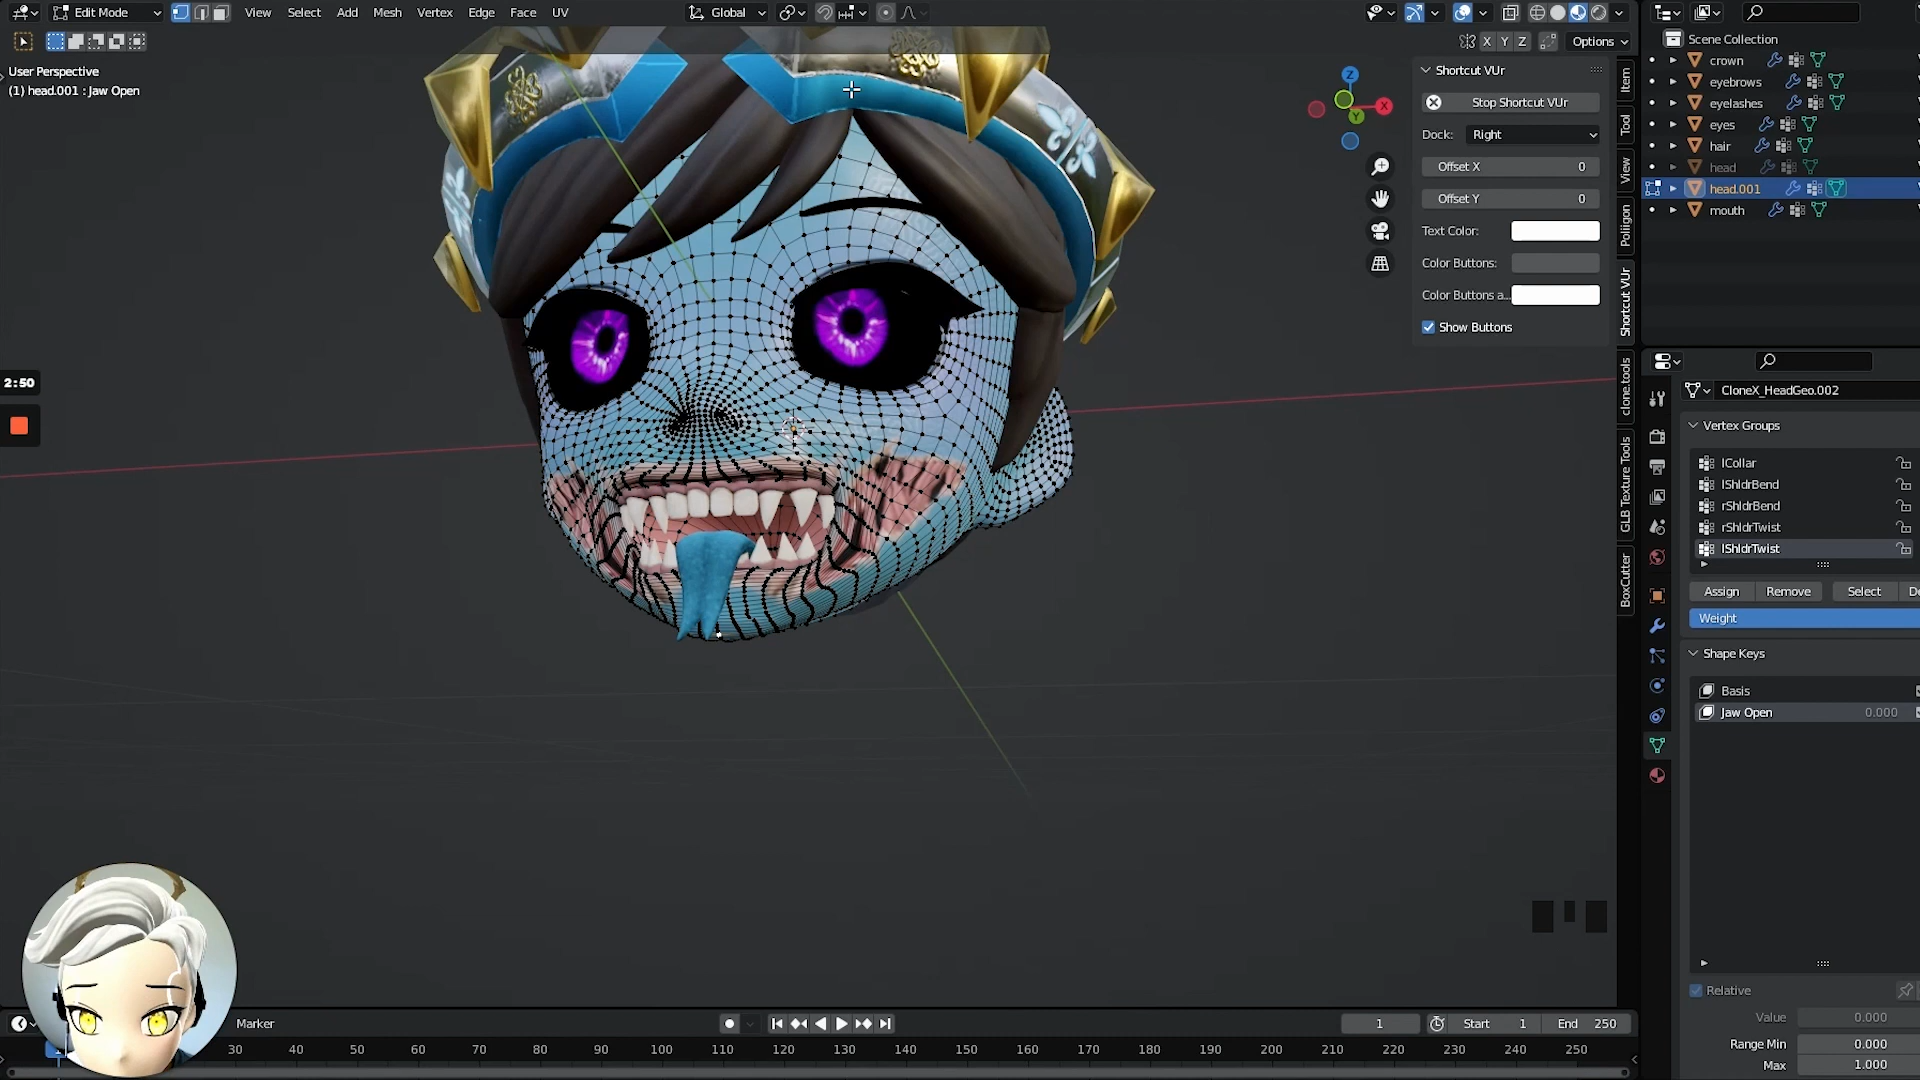 Edit Mode View Select Add Mesh Vertex Edge Face UV Global
X Y Z Options
User Perspective
(1) head.001 : Jaw Open
Z
X
Y
2:50
Shortcut VUr
Stop Shortcut VUr
Dock: Right
Offset X 0
Offset Y 0
Text Color:
Color Buttons:
Color Buttons a...
Show Buttons
Item
Tool
View
Poliigon
Shortcut VUr
clone.tools
GLB Texture Tools
BoxCutter
Scene Collection
crown
eyebrows
eyelashes
eyes
hair
head
head.001
mouth
CloneX_HeadGeo.002
Vertex Groups
lCollar
lShldrBend
rShldrBend
rShldrTwist
lShldrTwist
Assign Remove Select De
Weight
Shape Keys
Basis
Jaw Open 0.000
Relative
Value 0.000
Range Min 0.000
Max 1.000
Marker 1 Start 1 End 250
30 40 50 60 70 80 90 100 110 120 130 140 150 160 170 180 190 200 210 220 230 240 250